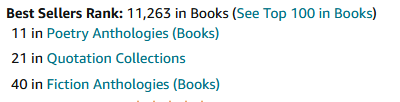 Best Sellers Rank: 11,263 in Books (See Top 100 in Books)
11 in Poetry Anthologies (Books)
21 in Quotation Collections
40 in Fiction Anthologies (Books)